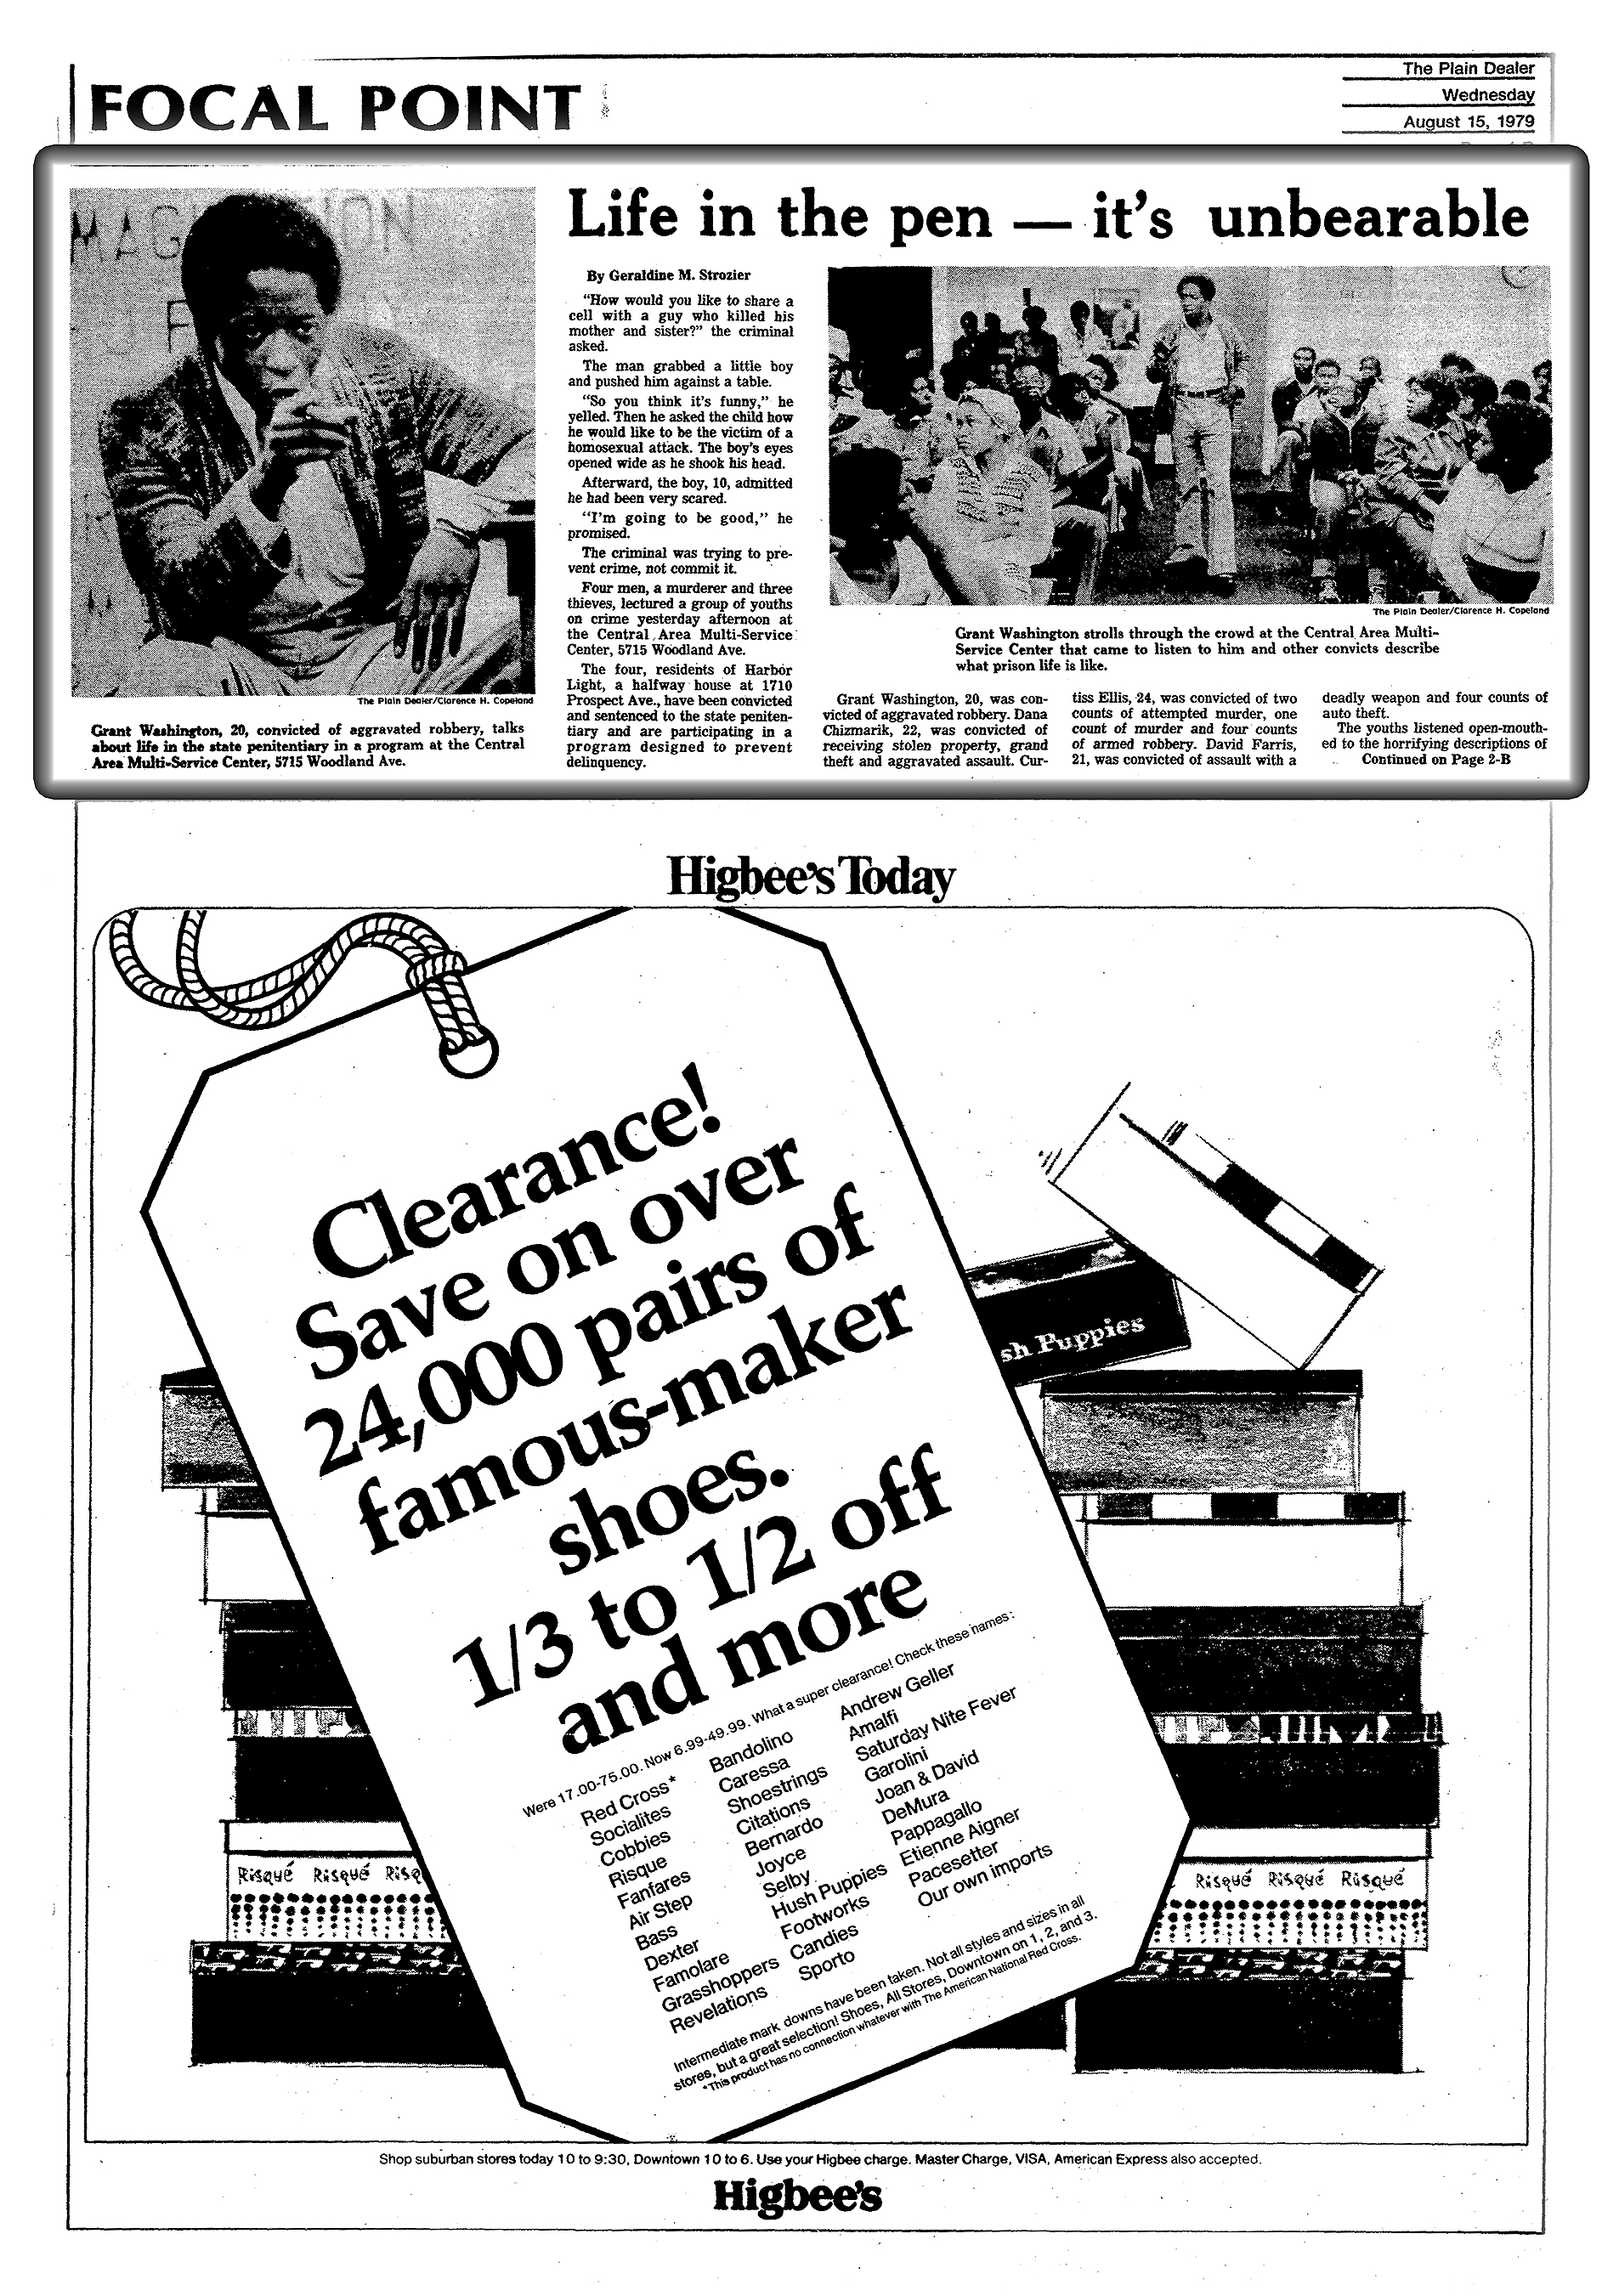 FOCAL POINT
The Plain Dealer
Wednesday
August 15, 1979
Life in the pen — it's unbearable
The Plain Dealer/Clarence H. Copeland
Grant Washington, 20, convicted of aggravated robbery, talks
about life in the state penitentiary in a program at the Central
Area Multi-Service Center, 5715 Woodland Ave.
By Geraldine M. Strozier
"How would you like to share a
cell with a guy who killed his
mother and sister?" the criminal
asked.
The man grabbed a little boy
and pushed him against a table.
"So you think it's funny," he
yelled. Then he asked the child how
he would like to be the victim of a
homosexual attack. The boy's eyes
opened wide as he shook his head.
Afterward, the boy, 10, admitted
he had been very scared.
"I'm going to be good," he
promised.
The criminal was trying to pre-
vent crime, not commit it.
Four men, a murderer and three
thieves, lectured a group of youths
on crime yesterday afternoon at
the Central Area Multi-Service
Center, 5715 Woodland Ave.
The four, residents of Harbor
Light, a halfway house at 1710
Prospect Ave., have been convicted
and sentenced to the state peniten-
tiary and are participating in a
program designed to prevent
delinquency.
The Plain Dealer/Clarence H. Copeland
Grant Washington strolls through the crowd at the Central Area Multi-
Service Center that came to listen to him and other convicts describe
what prison life is like.
Grant Washington, 20, was con-
victed of aggravated robbery. Dana
Chizmarik, 22, was convicted of
receiving stolen property, grand
theft and aggravated assault. Cur-
tiss Ellis, 24, was convicted of two
counts of attempted murder, one
count of murder and four counts
of armed robbery. David Farris,
21, was convicted of assault with a
deadly weapon and four counts of
auto theft.
The youths listened open-mouth-
ed to the horrifying descriptions of
Continued on Page 2-B
Higbee's Today
Clearance!
Save on over
24,000 pairs of
famous-maker
shoes.
1/3 to 1/2 off
and more
Were 17.00-75.00. Now 6.99-49.99. What a super clearance! Check these names:
Red Cross*
Socialites
Cobbies
Risque
Fanfares
Air Step
Bass
Dexter
Famolare
Grasshoppers
Revelations
Bandolino
Caressa
Shoestrings
Citations
Bernardo
Joyce
Selby
Hush Puppies
Footworks
Candies
Sporto
Andrew Geller
Amalfi
Saturday Nite Fever
Garolini
Joan & David
DeMura
Pappagallo
Etienne Aigner
Pacesetter
Our own imports
Intermediate mark downs have been taken. Not all styles and sizes in all
stores, but a great selection! Shoes, All Stores, Downtown on 1, 2, and 3.
*This product has no connection whatever with The American National Red Cross.
sh Puppies
Risqué Risqué Risq
Risqué Risqué Risqué
Shop suburban stores today 10 to 9:30, Downtown 10 to 6. Use your Higbee charge. Master Charge, VISA, American Express also accepted.
Higbee's